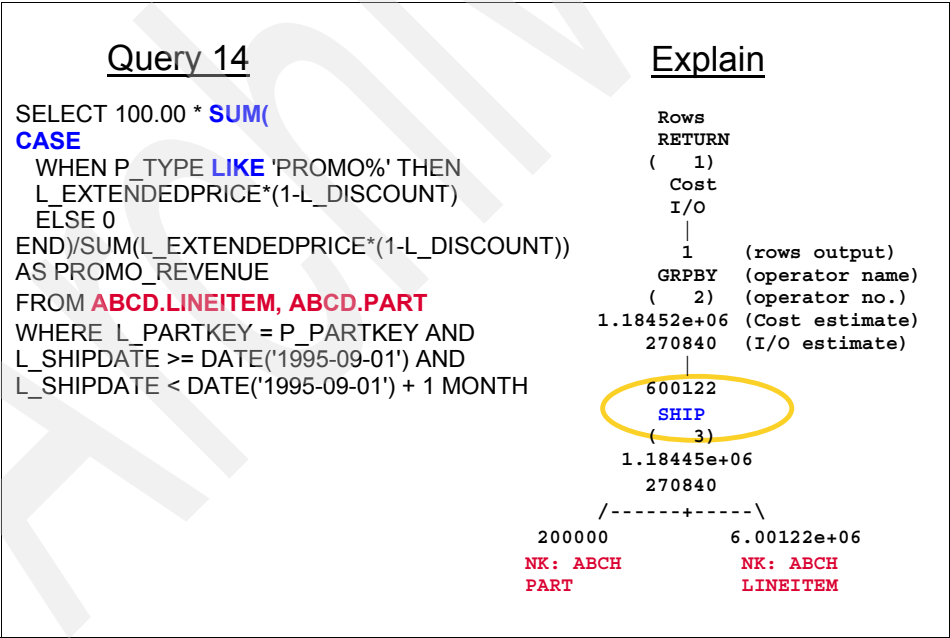 Query 14
SELECT 100.00 * SUM(
CASE
WHEN P_TYPE LIKE 'PROMO%' THEN
L_EXTENDEDPRICE*(1-L_DISCOUNT)
ELSE 0
END)/SUM(L_EXTENDEDPRICE*(1-L_DISCOUNT))
AS PROMO_REVENUE
FROM ABCD.LINEITEM, ABCD.PART
WHERE L_PARTKEY = P_PARTKEY AND
L_SHIPDATE >= DATE('1995-09-01') AND
L_SHIPDATE < DATE('1995-09-01') + 1 MONTH
Explain
Rows
RETURN
( 1)
Cost
I/O
|
1 (rows output)
GRPBY (operator name)
( 2) (operator no.)
1.18452e+06 (Cost estimate)
270840 (I/O estimate)
|
600122
SHIP
( 3)
1.18445e+06
270840
/------+-----\
200000 6.00122e+06
NK: ABCH NK: ABCH
PART LINEITEM